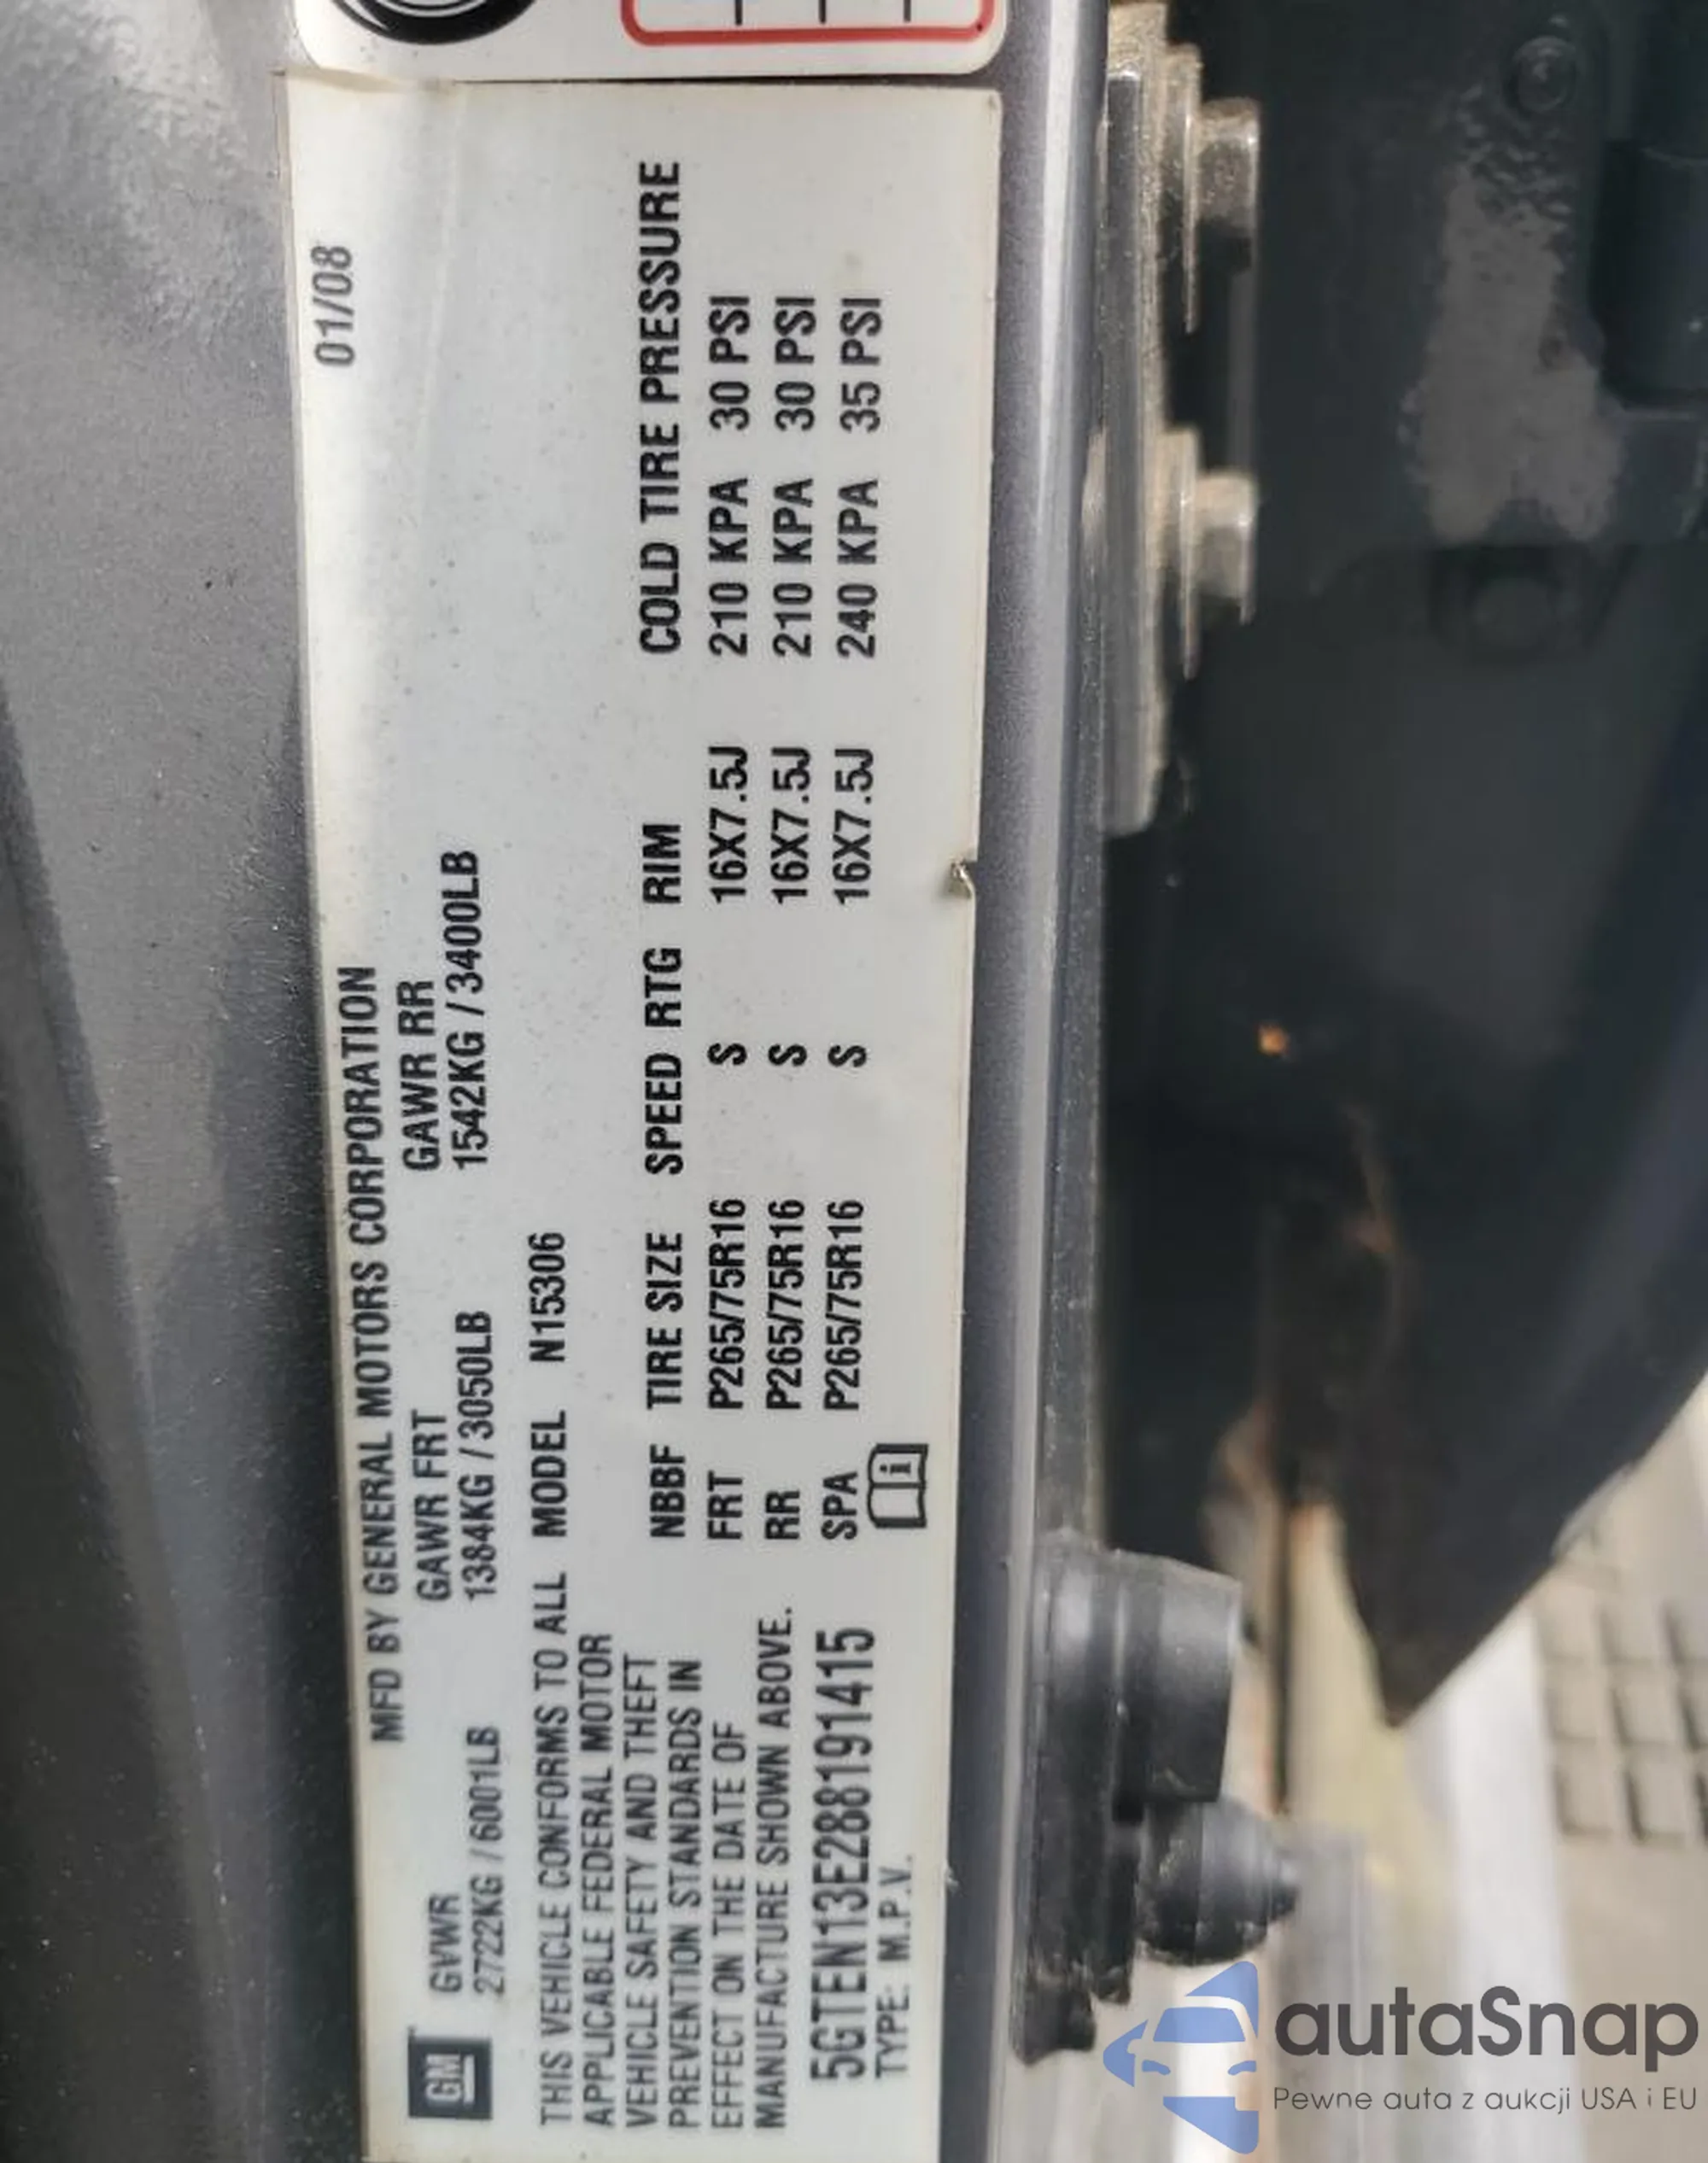 01/08
MFD BY GENERAL MOTORS CORPORATION
GM
GVWR GAWR FRT GAWR RR
2722KG / 6001LB 1384KG / 3050LB 1542KG / 3400LB
THIS VEHICLE CONFORMS TO ALL
APPLICABLE FEDERAL MOTOR
VEHICLE SAFETY AND THEFT
PREVENTION STANDARDS IN
EFFECT ON THE DATE OF
MANUFACTURE SHOWN ABOVE.
5GTEN13E288191415
TYPE: M.P.V.
MODEL N15306
NBBF TIRE SIZE SPEED RTG RIM COLD TIRE PRESSURE
FRT P265/75R16 S 16X7.5J 210 KPA 30 PSI
RR P265/75R16 S 16X7.5J 210 KPA 30 PSI
SPA P265/75R16 S 16X7.5J 240 KPA 35 PSI
i
autaSnap
Pewne auta z aukcji USA i EU